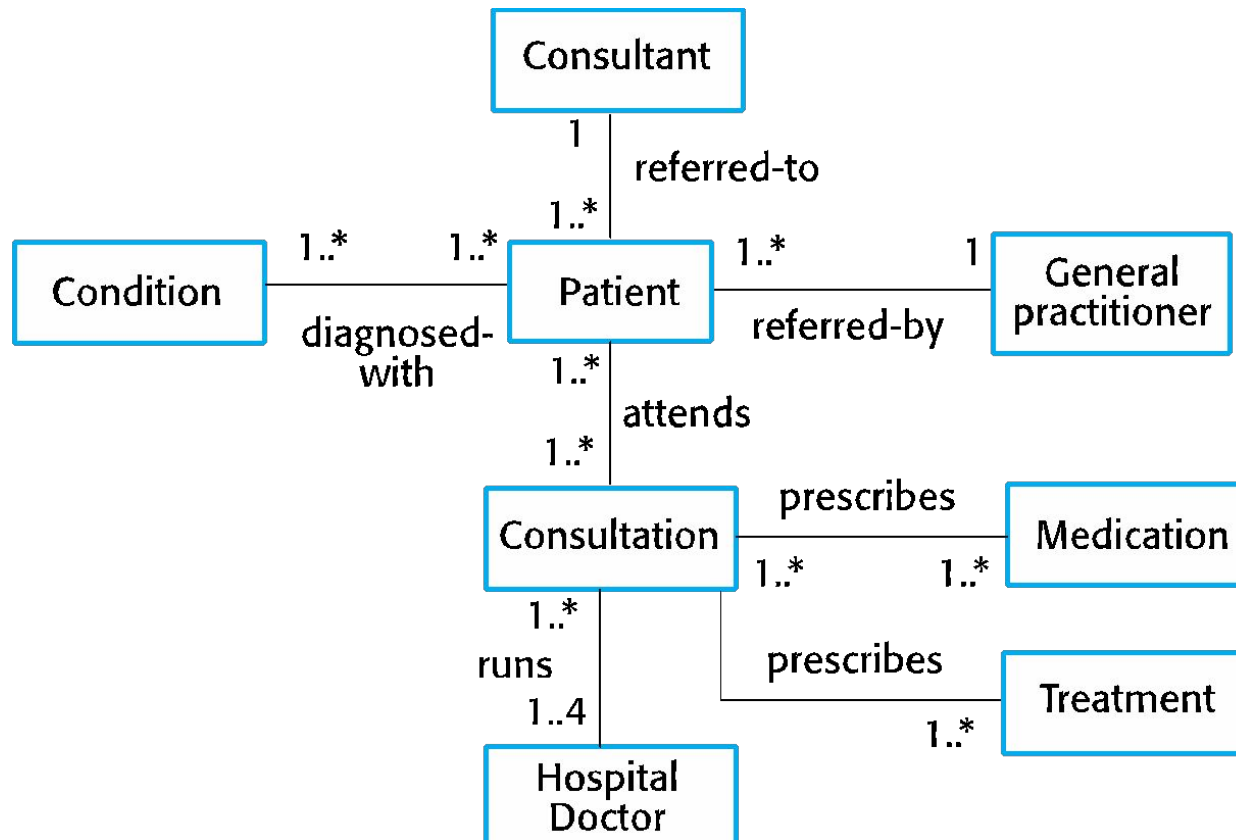 Consultant
1
referred-to
1..*
1..*
1..*
1..*
1
Condition
Patient
General
practitioner
diagnosed-
with
referred-by
1..*
attends
1..*
prescribes
Consultation
Medication
1..*
1..*
1..*
runs
prescribes
1..4
Treatment
1..*
Hospital
Doctor